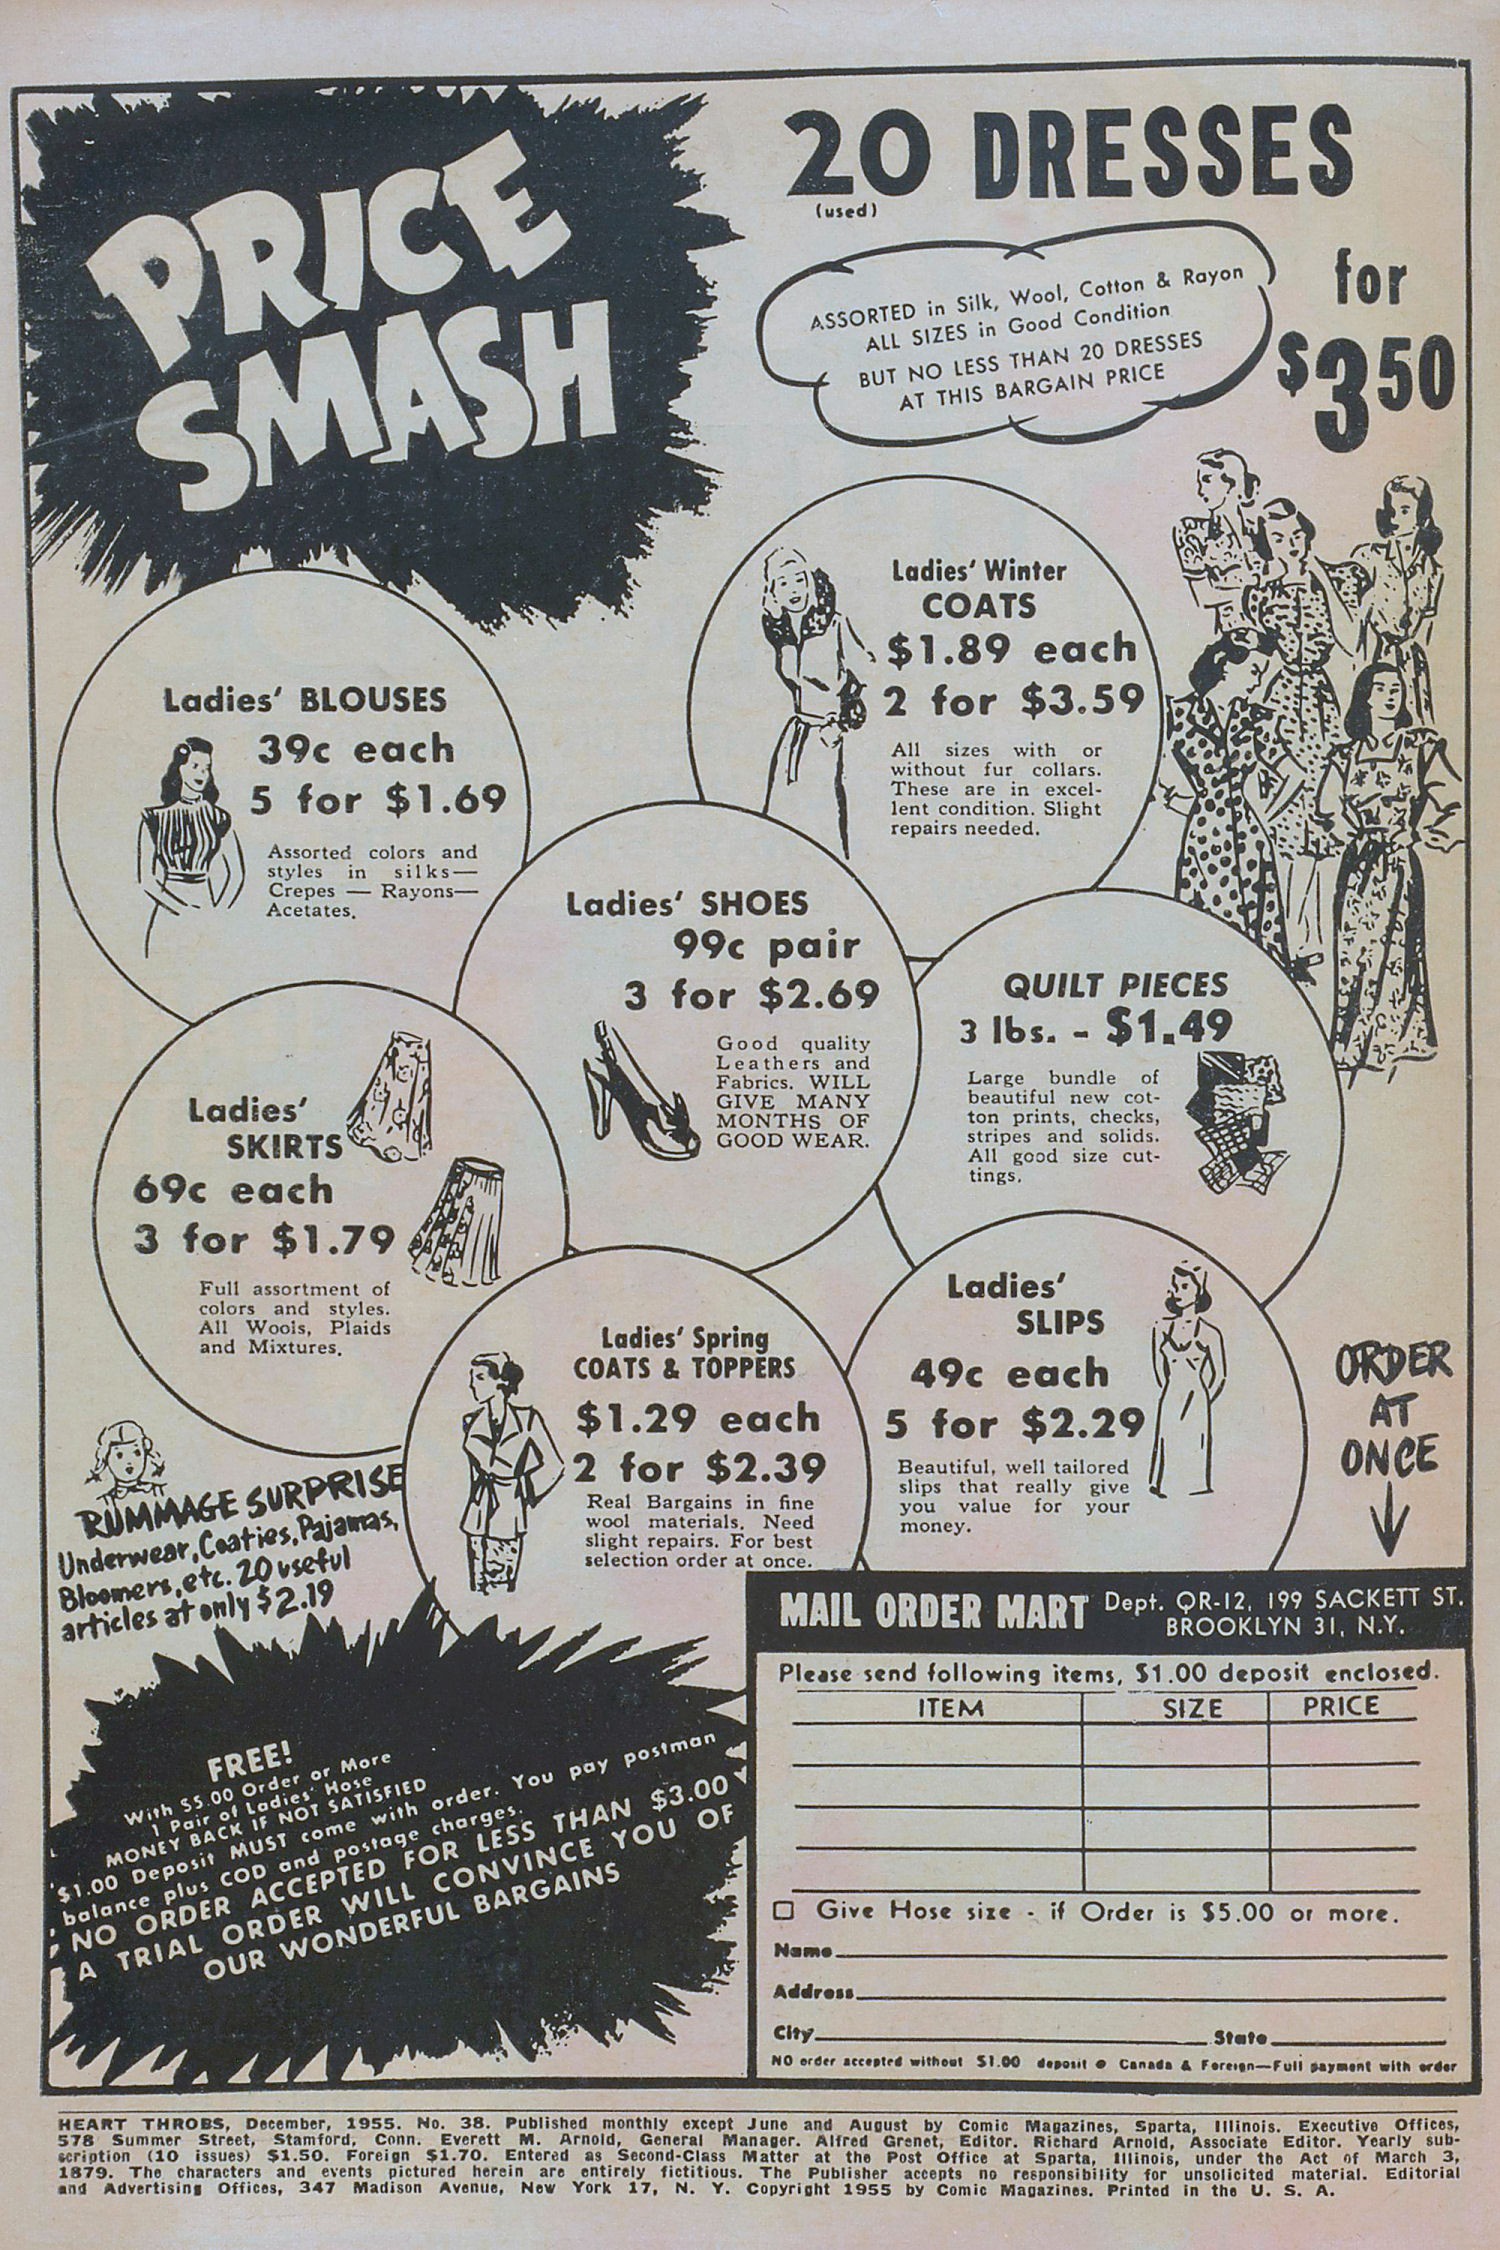 PRICE
SMASH
20 DRESSES
(used)
for
$3.50
ASSORTED in Silk, Wool, Cotton & Rayon
ALL SIZES in Good Condition
BUT NO LESS THAN 20 DRESSES
AT THIS BARGAIN PRICE
Ladies' Winter
COATS
$1.89 each
2 for $3.59
All sizes with or
without fur collars.
These are in excel-
lent condition. Slight
repairs needed.
Ladies' BLOUSES
39c each
5 for $1.69
Assorted colors and
styles in silks—
Crepes — Rayons—
Acetates.
Ladies' SHOES
99c pair
3 for $2.69
Good quality
Leathers and
Fabrics. WILL
GIVE MANY
MONTHS OF
GOOD WEAR.
QUILT PIECES
3 lbs. - $1.49
Large bundle of
beautiful new cot-
ton prints, checks,
stripes and solids.
All good size cut-
tings.
Ladies'
SKIRTS
69c each
3 for $1.79
Full assortment of
colors and styles.
All Wools, Plaids
and Mixtures.
Ladies' Spring
COATS & TOPPERS
$1.29 each
2 for $2.39
Real Bargains in fine
wool materials. Need
slight repairs. For best
selection order at once.
Ladies'
SLIPS
49c each
5 for $2.29
Beautiful, well tailored
slips that really give
you value for your
money.
ORDER
AT
ONCE
RUMMAGE SURPRISE
Underwear, Coaties, Pajamas,
Bloomers, etc. 20 useful
articles at only $2.19
FREE!
With $5.00 Order or More
1 Pair of Ladies' Hose
MONEY BACK IF NOT SATISFIED
$1.00 Deposit MUST come with order. You pay postman
balance plus COD and postage charges.
NO ORDER ACCEPTED FOR LESS THAN $3.00
A TRIAL ORDER WILL CONVINCE YOU OF
OUR WONDERFUL BARGAINS
MAIL ORDER MART Dept. QR-12, 199 SACKETT ST.
BROOKLYN 31, N.Y.
Please send following items, $1.00 deposit enclosed.
ITEM SIZE PRICE
Give Hose size - if Order is $5.00 or more.
Name
Address
City State
NO order accepted without $1.00 deposit • Canada & Foreign—Full payment with order
HEART THROBS, December, 1955. No. 38. Published monthly except June and August by Comic Magazines, Sparta, Illinois. Executive Offices,
578 Summer Street, Stamford, Conn. Everett M. Arnold, General Manager. Alfred Grenet, Editor. Richard Arnold, Associate Editor. Yearly sub-
scription (10 issues) $1.50. Foreign $1.70. Entered as Second-Class Matter at the Post Office at Sparta, Illinois, under the Act of March 3,
1879. The characters and events pictured herein are entirely fictitious. The Publisher accepts no responsibility for unsolicited material. Editorial
and Advertising Offices, 347 Madison Avenue, New York 17, N. Y. Copyright 1955 by Comic Magazines. Printed in the U. S. A.